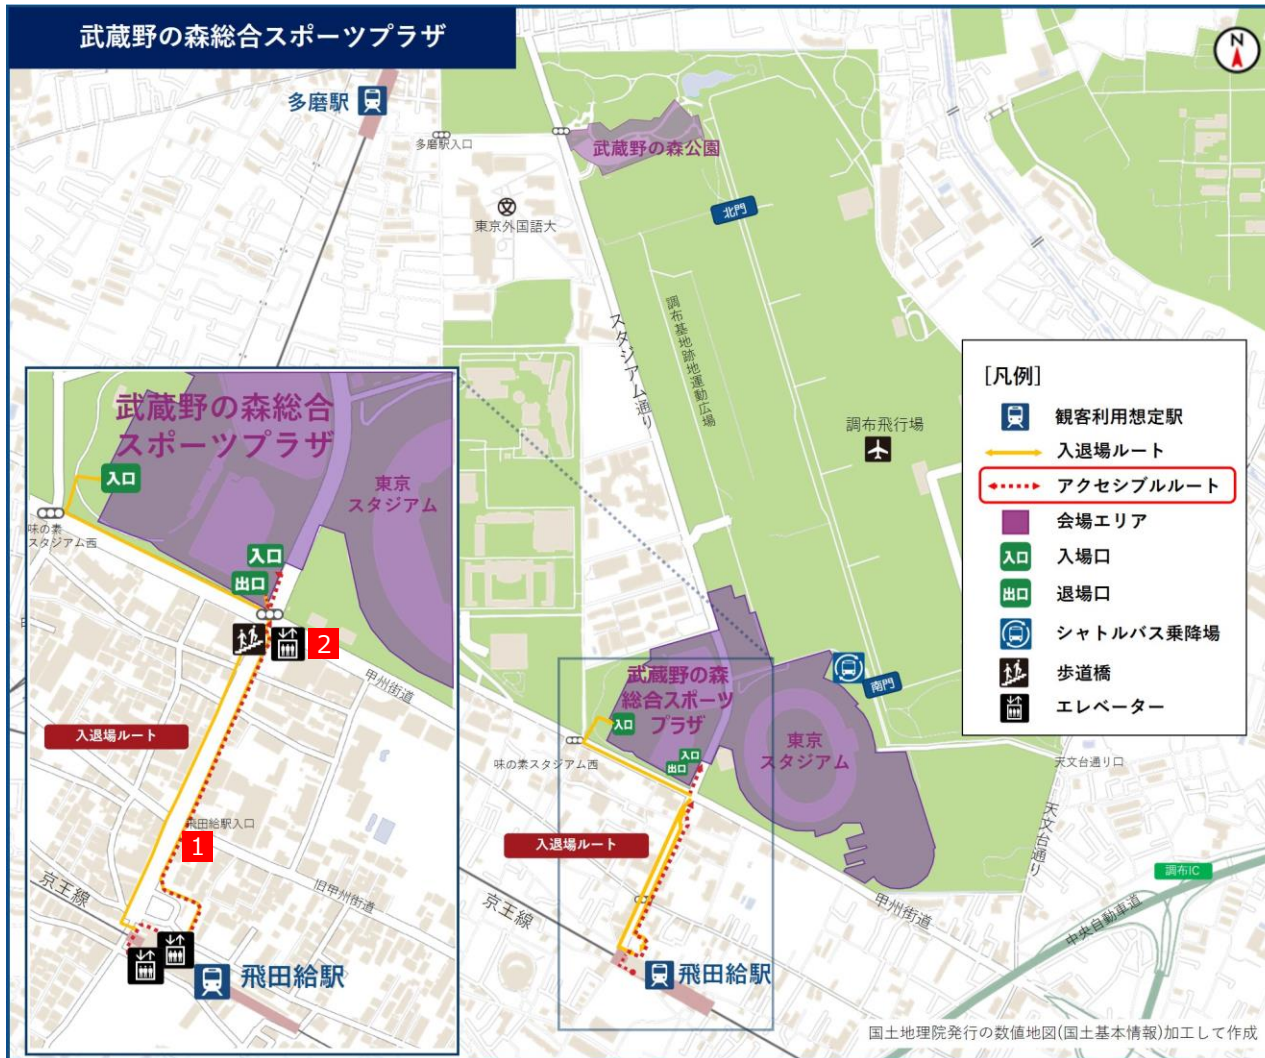 武蔵野の森総合スポーツプラザ
N
多磨駅
多磨駅入口
武蔵野の森公園
東京外国語大
北門
スタジアム通り
調布基地跡地運動広場
調布飛行場
[凡例]
観客利用想定駅
入退場ルート
アクセシブルルート
会場エリア
入口 入場口
出口 退場口
シャトルバス乗降場
歩道橋
エレベーター
武蔵野の森総合
スポーツプラザ
入口
東京
スタジアム
味の素
スタジアム西
入口
出口
2
甲州街道
入退場ルート
飛田給駅入口
1
旧甲州街道
京王線
飛田給駅
武蔵野の森
総合スポーツ
プラザ
入口
入口
出口
味の素スタジアム西
東京
スタジアム
南門
天文台通り口
天文台通り
入退場ルート
甲州街道
京王線
飛田給駅
調布IC
中央自動車道
国土地理院発行の数値地図(国土基本情報)加工して作成